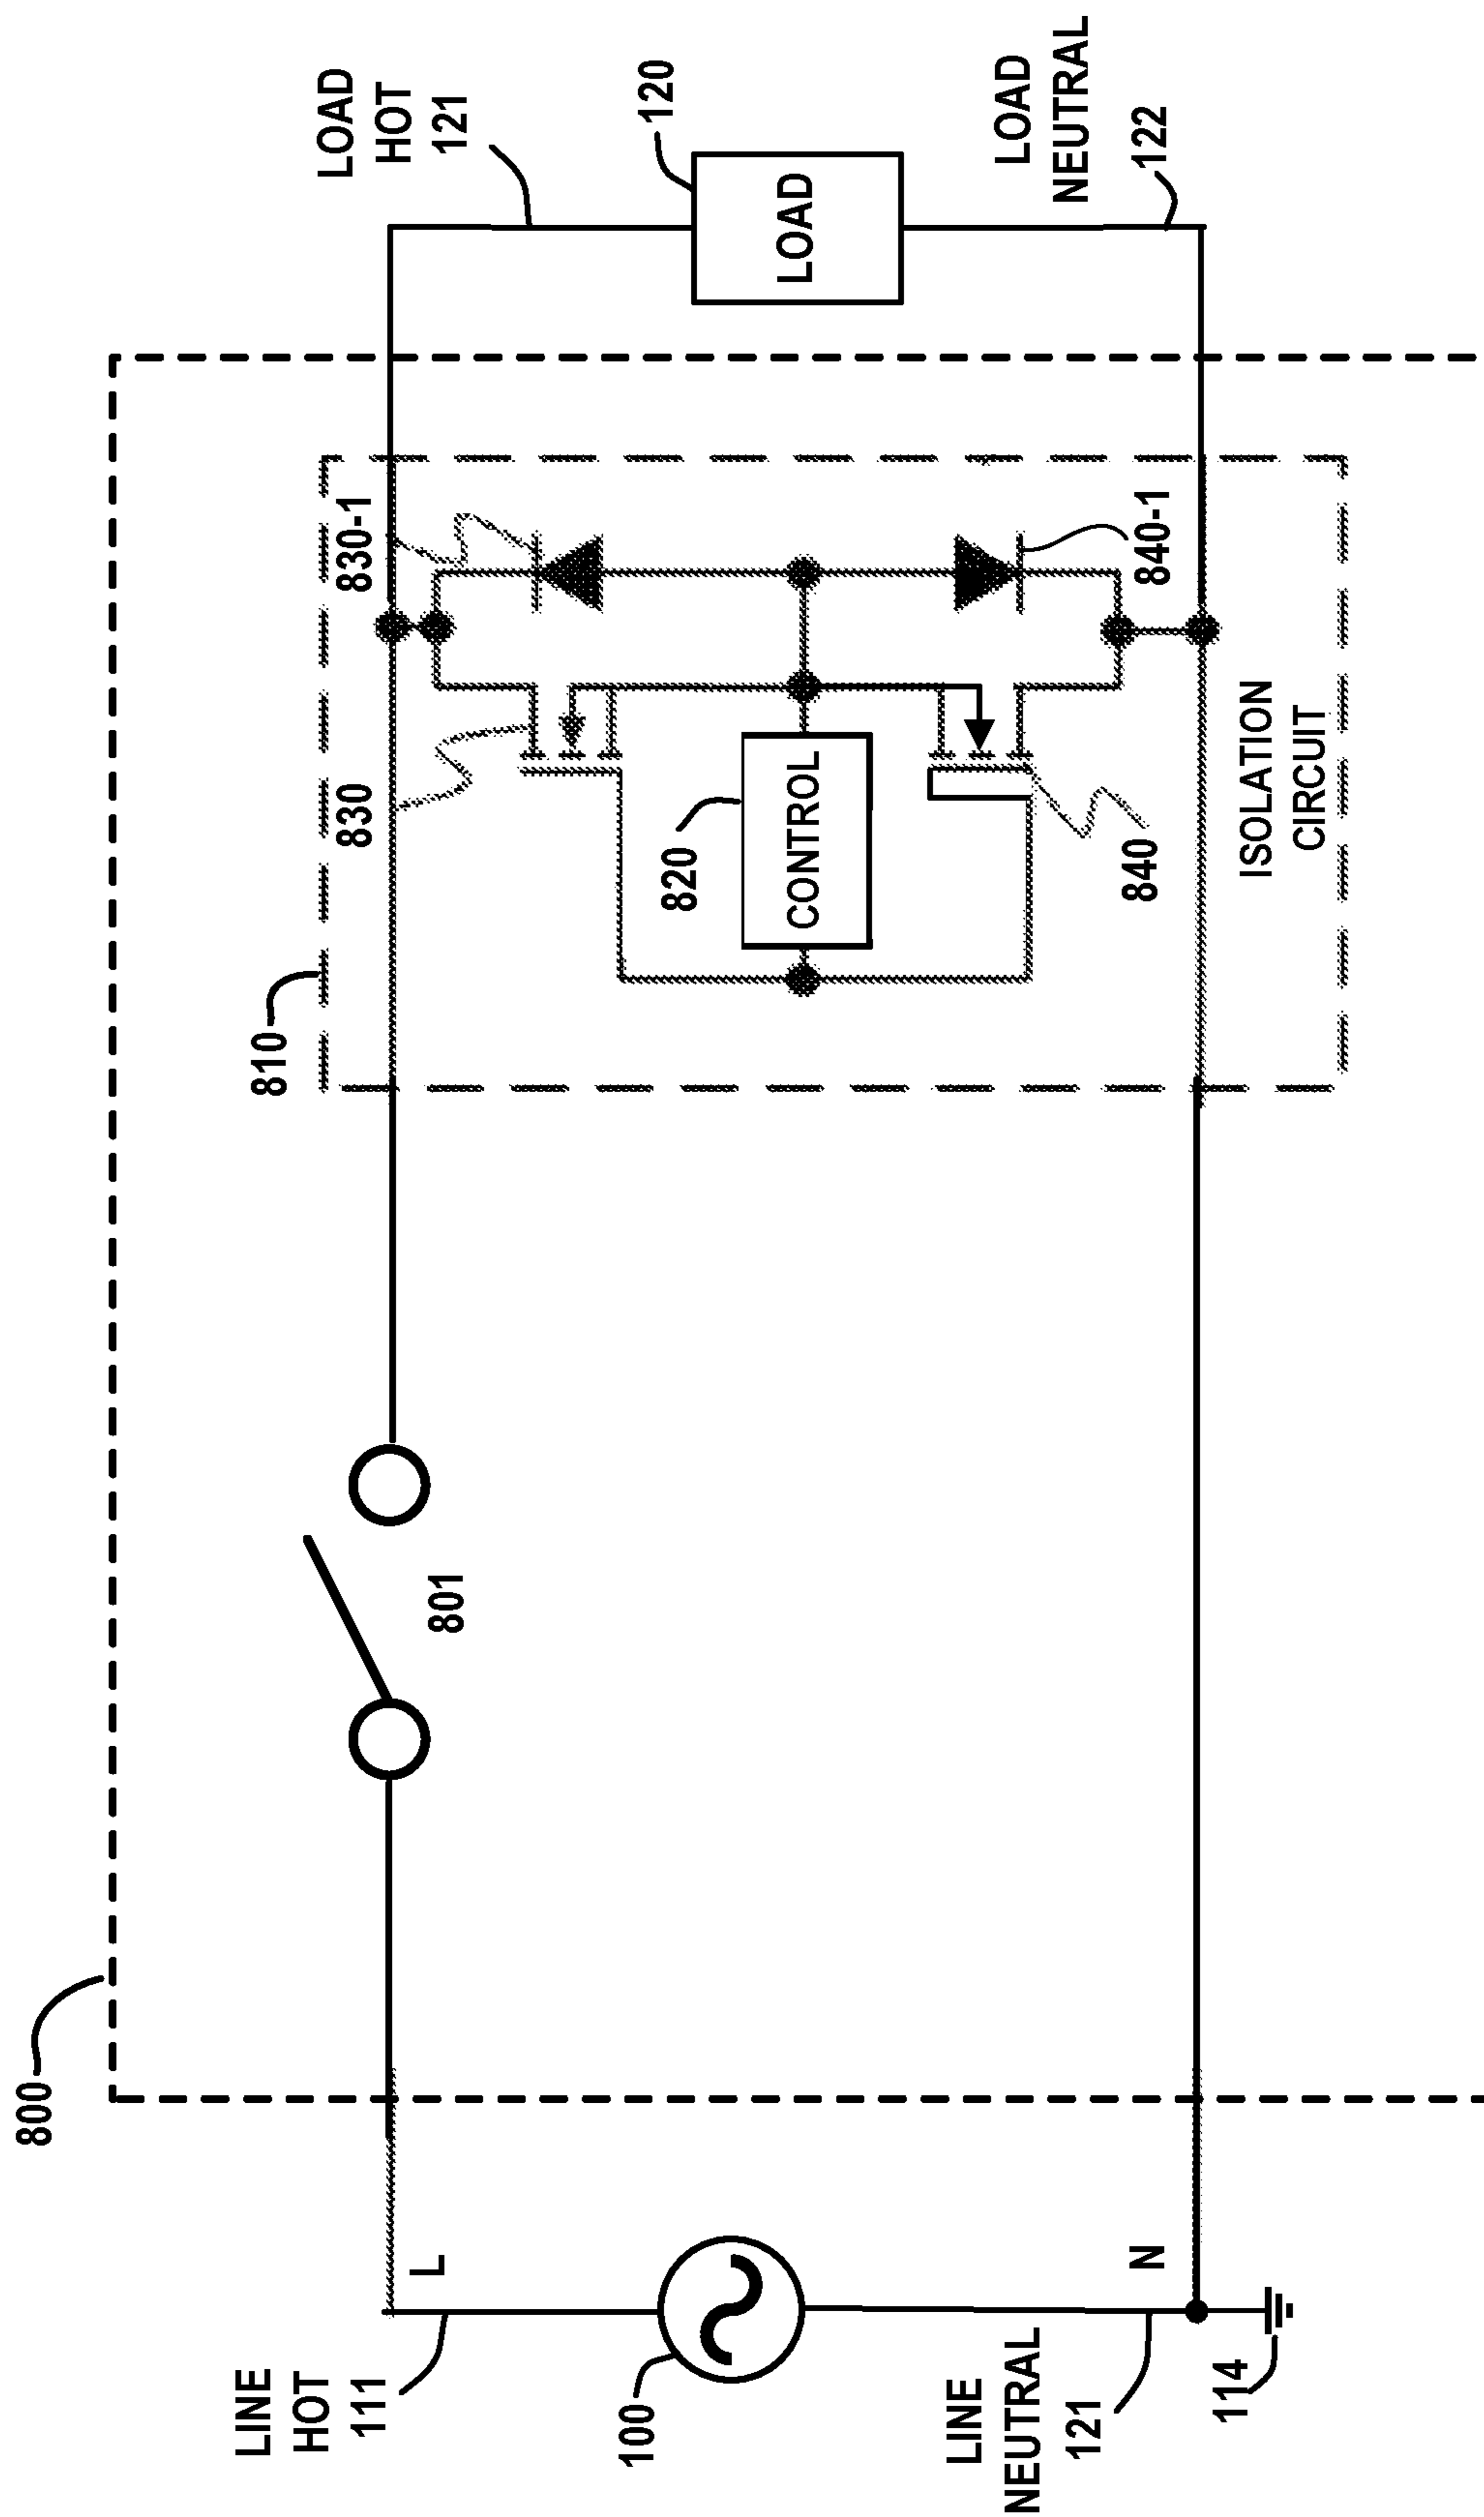 800
LINE
HOT
111
L
100
LINE
NEUTRAL
121
N
114
801
810
830
830-1
820
CONTROL
840
840-1
ISOLATION
CIRCUIT
LOAD
HOT
121
120
LOAD
LOAD
NEUTRAL
122